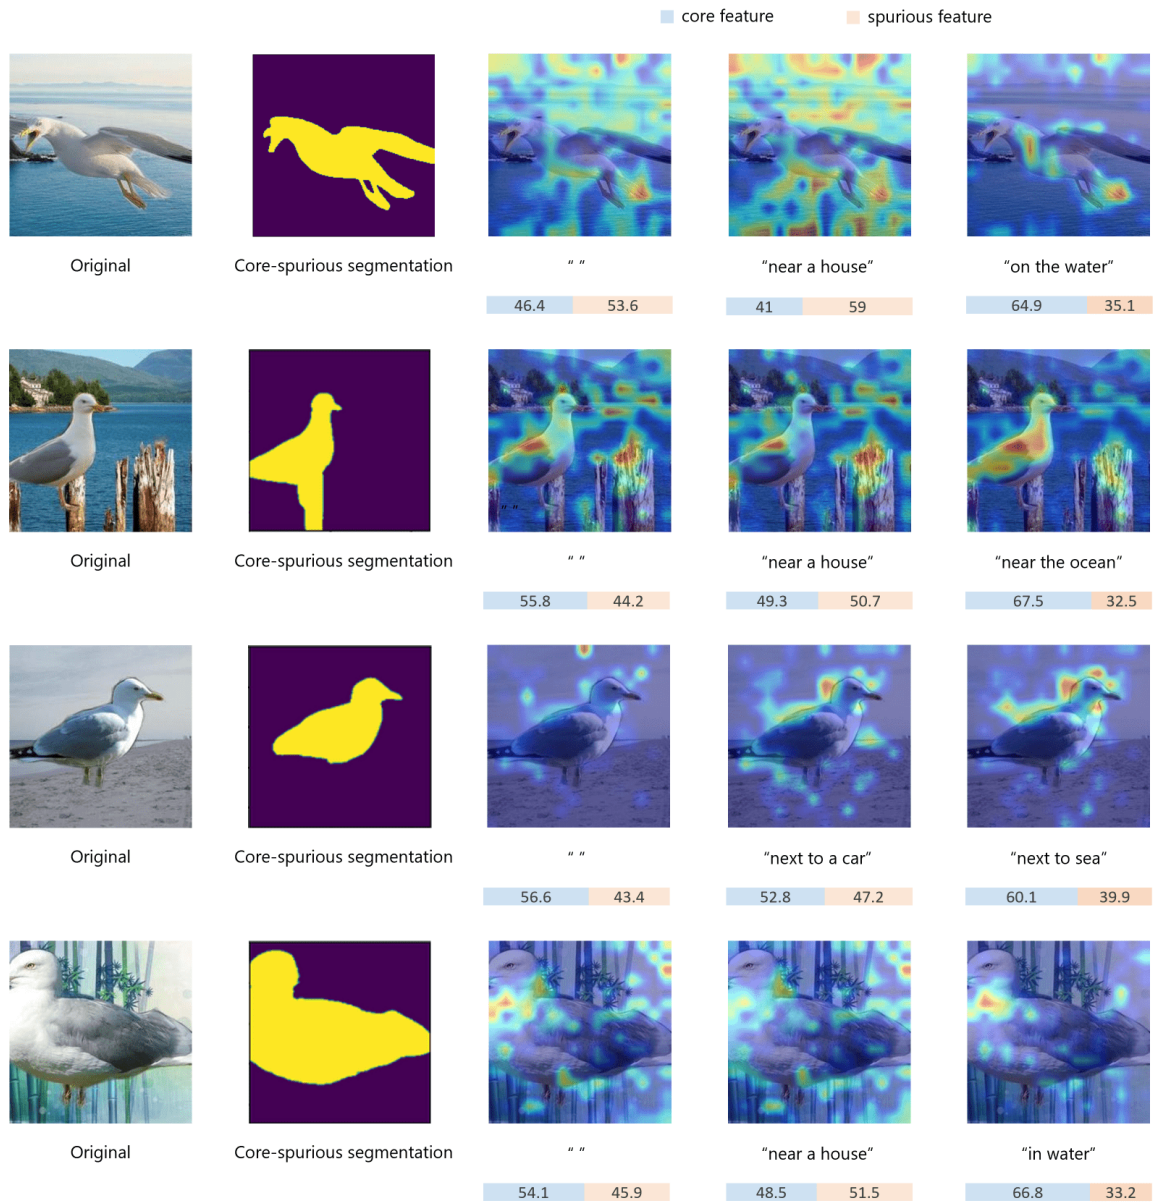 core feature spurious feature
Original Core-spurious segmentation “ ” “near a house” “on the water”
46.4 53.6 41 59 64.9 35.1
" "
Original Core-spurious segmentation “ ” “near a house” “near the ocean”
55.8 44.2 49.3 50.7 67.5 32.5
Original Core-spurious segmentation “ ” “next to a car” “next to sea”
56.6 43.4 52.8 47.2 60.1 39.9
Original Core-spurious segmentation “ ” “near a house” “in water”
54.1 45.9 48.5 51.5 66.8 33.2